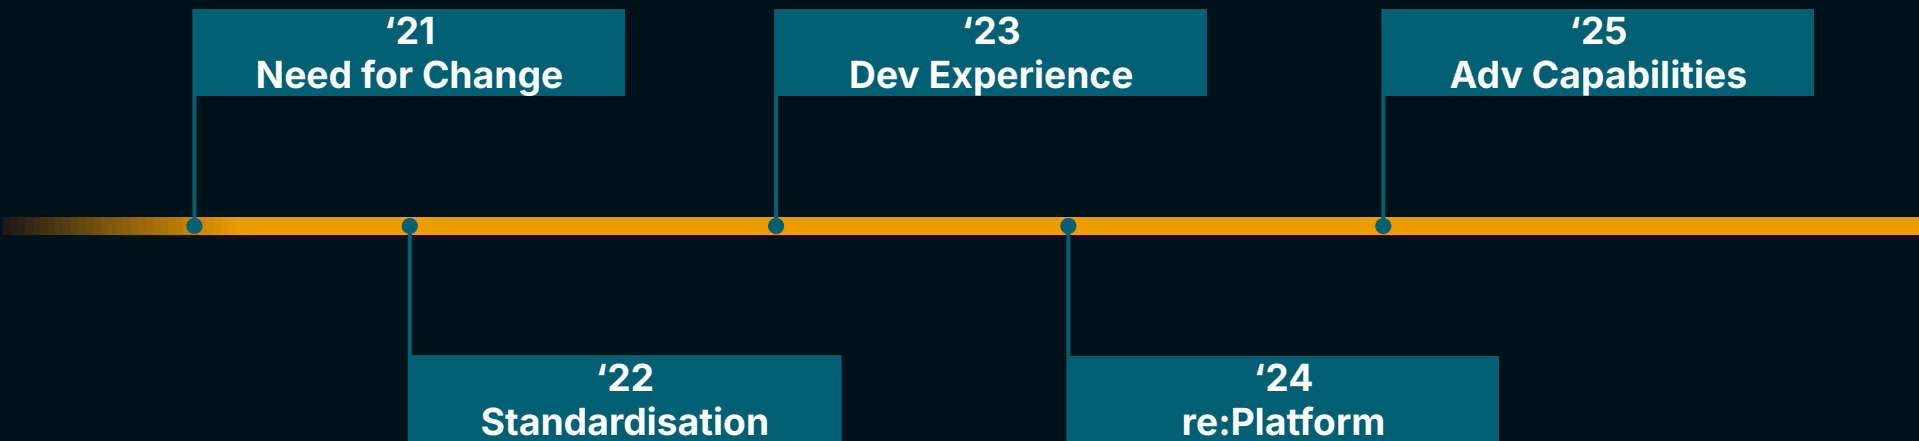 ‘21
Need for Change
‘23
Dev Experience
‘25
Adv Capabilities
‘22
Standardisation
‘24
re:Platform